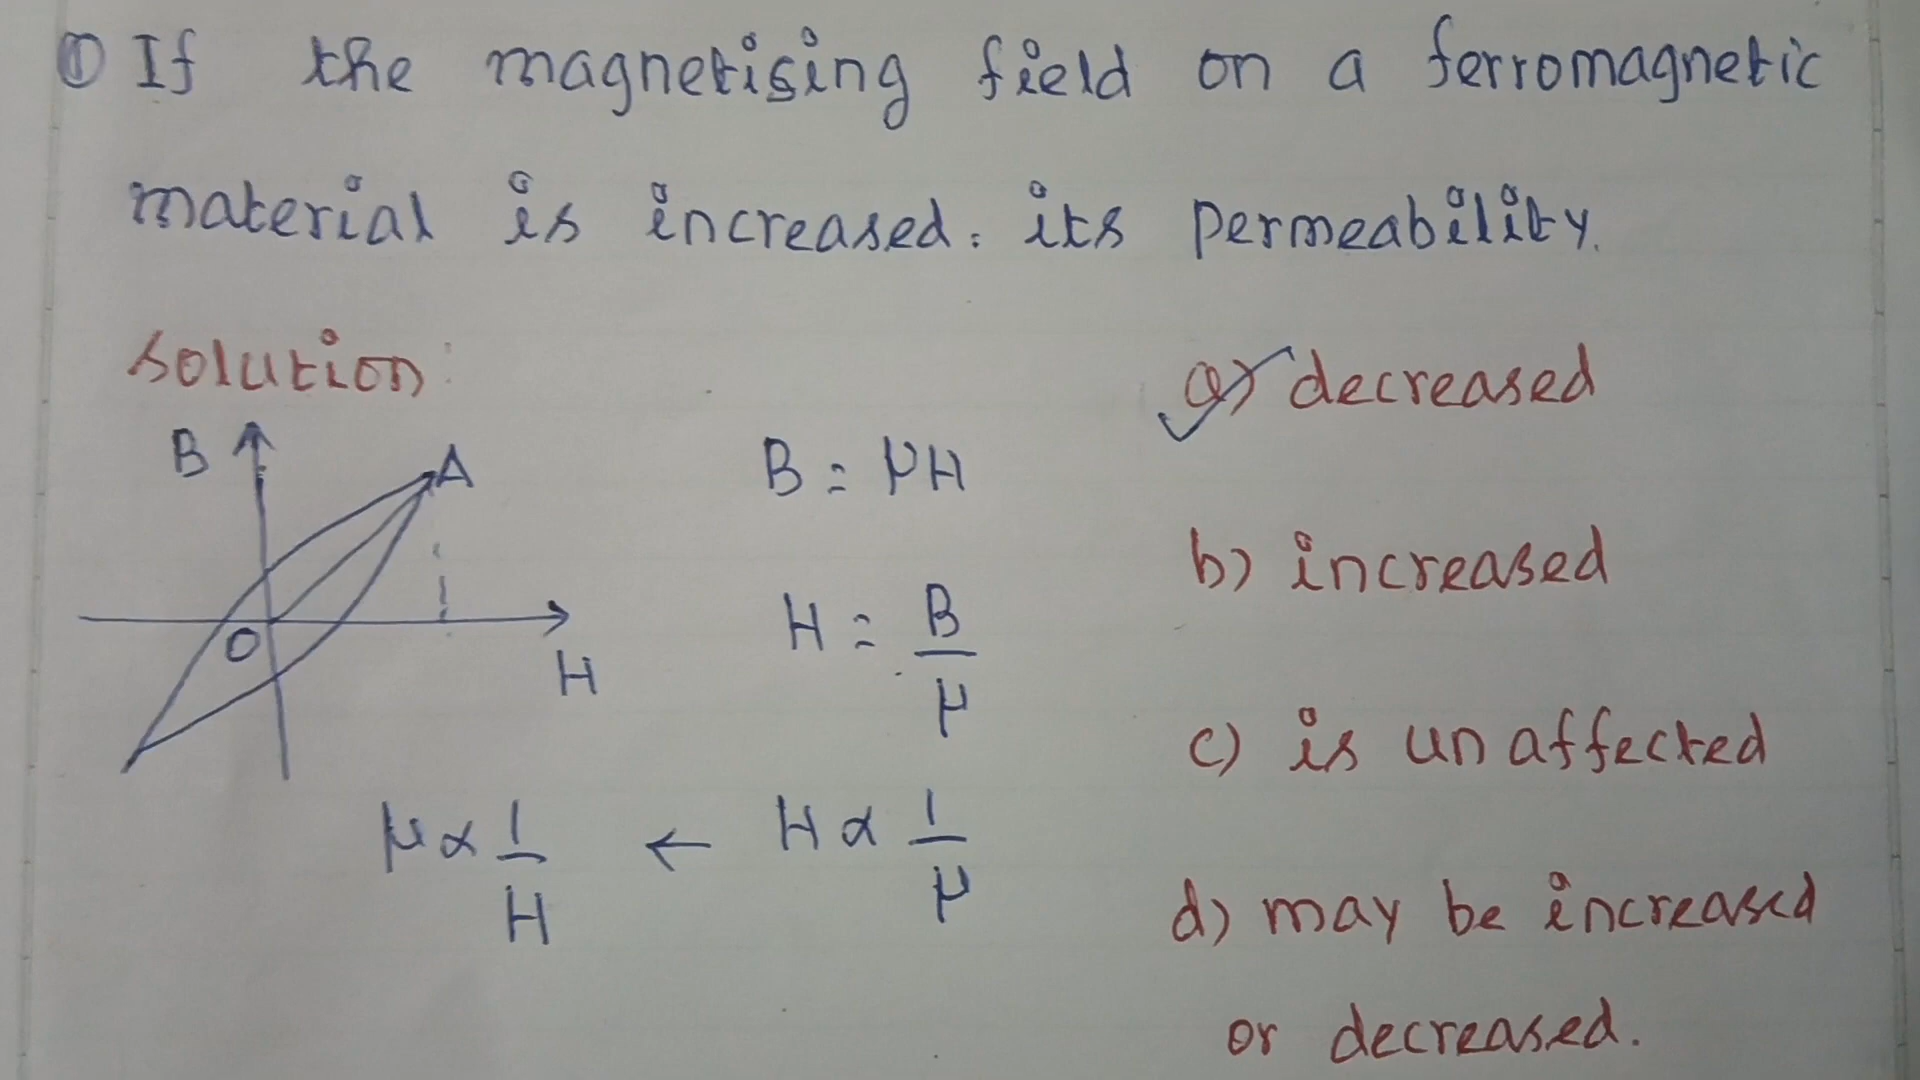 ① If the magnetising field on a ferromagnetic
material is increased. its permeability.
solution:
a) decreased
B
A
B = μH
b) increased
O
H
H = B/μ
c) is unaffected
μ ∝ 1/H ← H ∝ 1/μ
d) may be increased
or decreased.